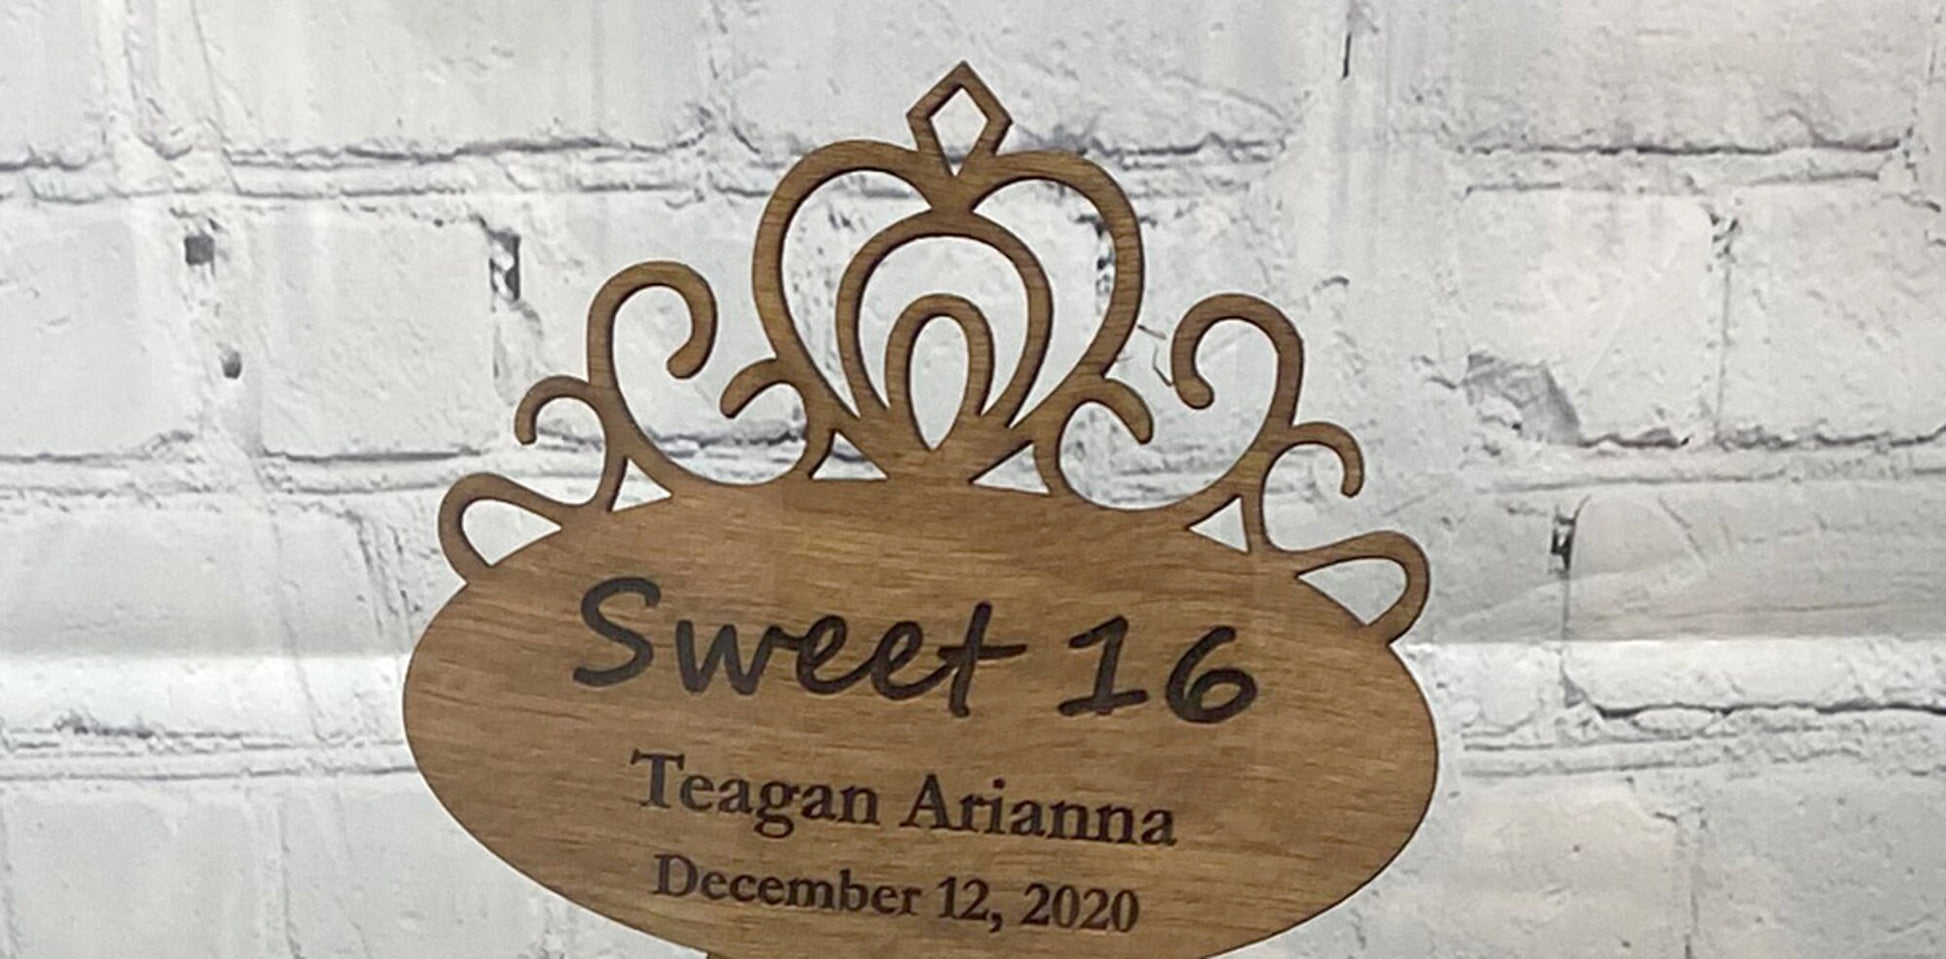 Sweet 16
Teagan Arianna
December 12, 2020